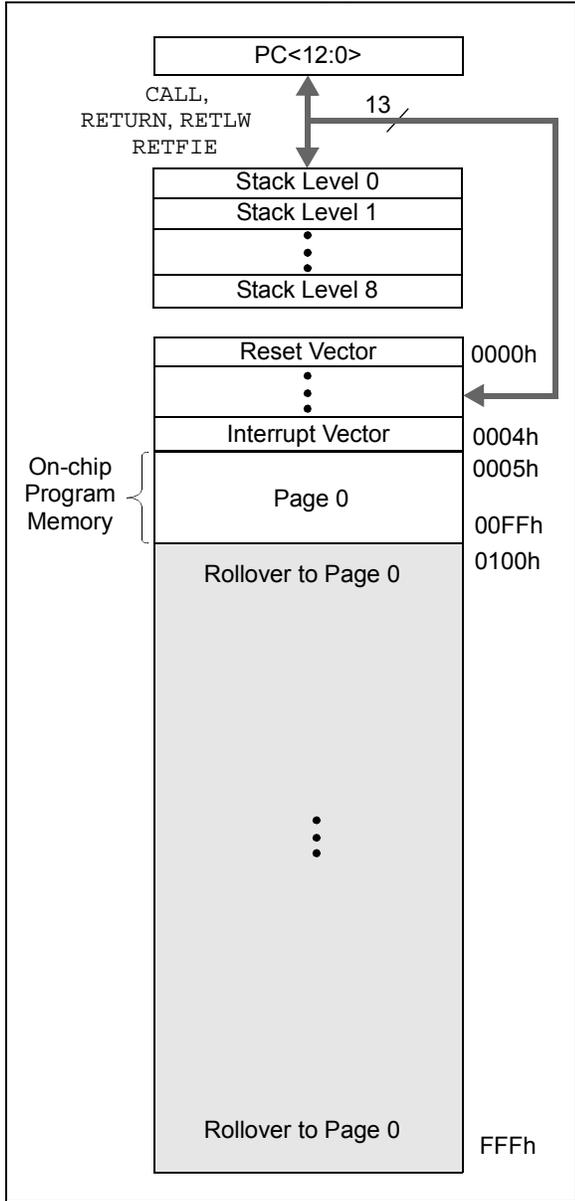 PC<12:0>
CALL,
RETURN, RETLW
RETFIE
13
Stack Level 0
Stack Level 1
Stack Level 8
Reset Vector
0000h
Interrupt Vector
0004h
On-chip
Program
Memory
0005h
Page 0
00FFh
0100h
Rollover to Page 0
Rollover to Page 0
FFFh